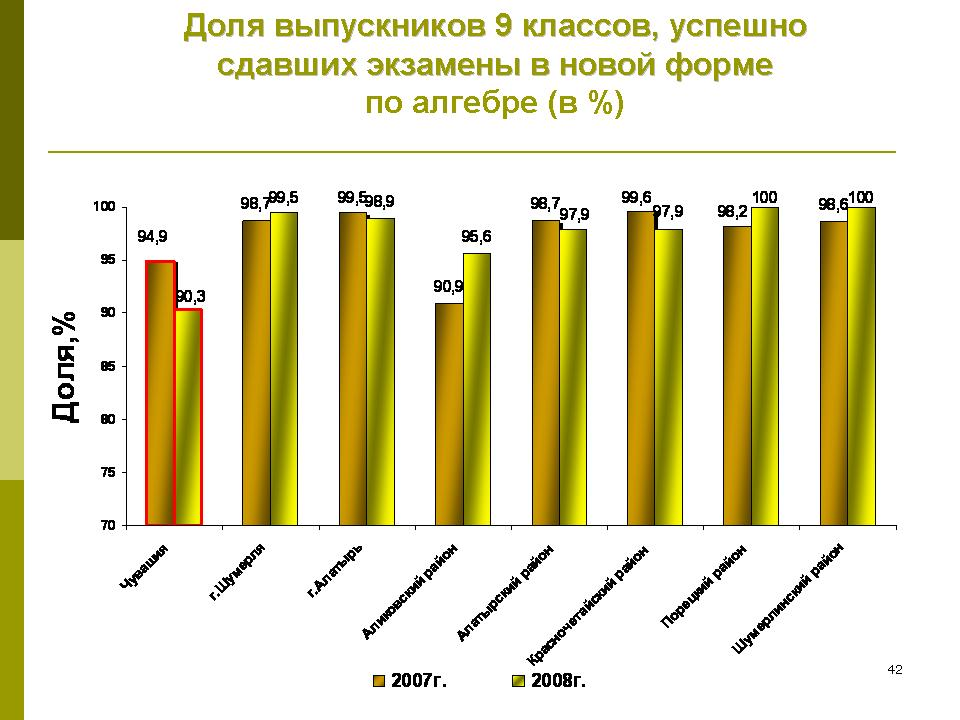 Доля выпускников 9 классов, успешно
сдавших экзамены в новой форме
по алгебре (в %)
Доля,%
100
95
90
85
80
75
70
94,9
90,3
98,7
99,5
99,5
98,9
90,9
95,6
98,7
97,9
99,6
97,9
98,2
100
98,6
100
Чувашия
г.Шумерля
г.Алатырь
Аликовский район
Алатырский район
Красночетайский район
Порецкий район
Шумерлинский район
2007г.
2008г.
42